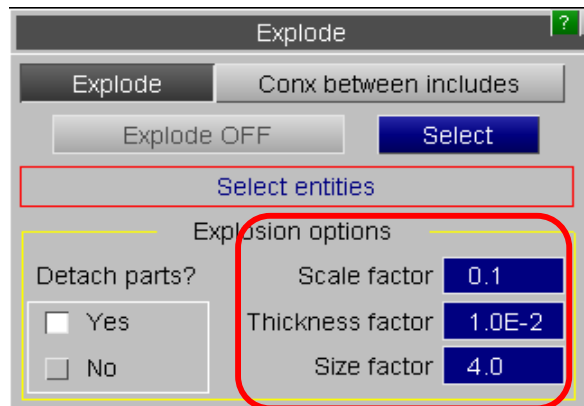 Explode ?
Explode Conx between includes
Explode OFF Select
Select entities
Explosion options
Detach parts? Scale factor 0.1
Yes Thickness factor 1.0E-2
No Size factor 4.0